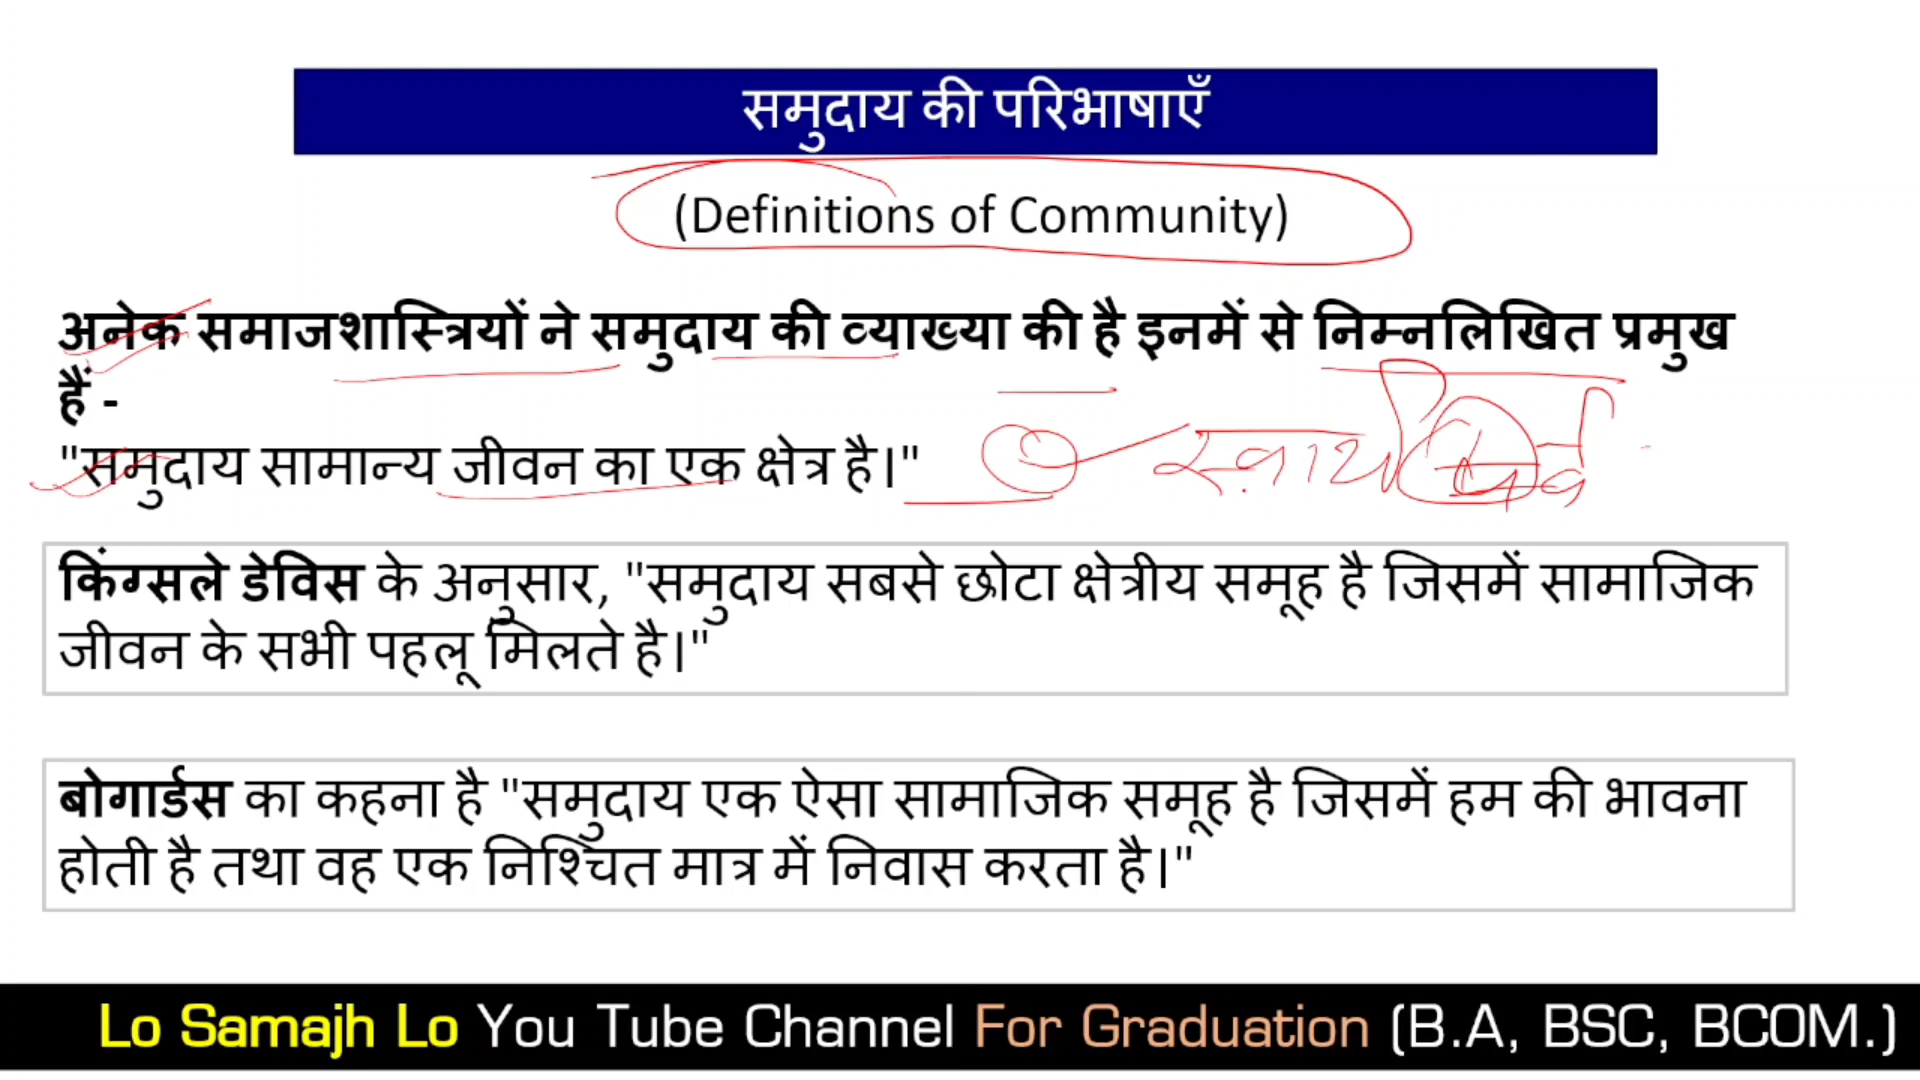 समुदाय की परिभाषाएँ
(Definitions of Community)
अनेक समाजशास्त्रियों ने समुदाय की व्याख्या की है इनमें से निम्नलिखित प्रमुख
हैं -
"समुदाय सामान्य जीवन का एक क्षेत्र है।"
किंग्सले डेविस के अनुसार, "समुदाय सबसे छोटा क्षेत्रीय समूह है जिसमें सामाजिक
जीवन के सभी पहलू मिलते है।"
बोगार्डस का कहना है "समुदाय एक ऐसा सामाजिक समूह है जिसमें हम की भावना
होती है तथा वह एक निश्चित मात्र में निवास करता है।"
Lo Samajh Lo You Tube Channel For Graduation (B.A, BSC, BCOM.)